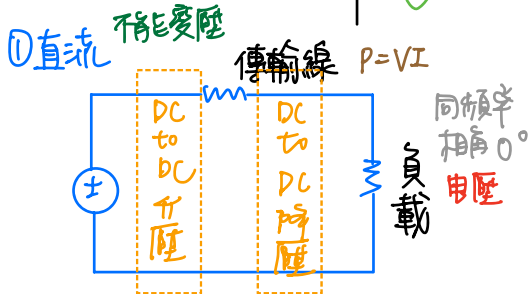 不能變壓
①直流
傳輸線
P=VI
DC
to
DC
升
壓
DC
to
DC
降
壓
±
負
載
同頻率
相角0°
电壓